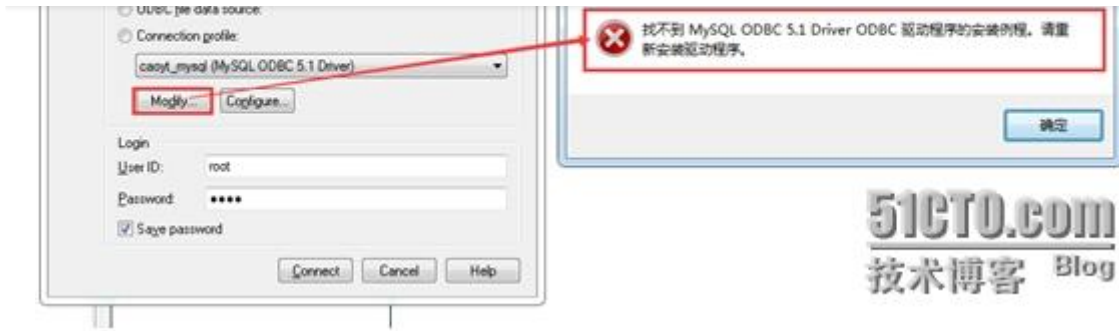 ODBC file data source:
Connection profile:
caoyt_mysql (MySQL ODBC 5.1 Driver)
Modify...
Configure...
Login
User ID:
root
Password:
••••
Save password
Connect
Cancel
Help
找不到 MySQL ODBC 5.1 Driver ODBC 驱动程序的安装例程。请重
新安装驱动程序。
确定
51CTO.com
技术博客 Blog